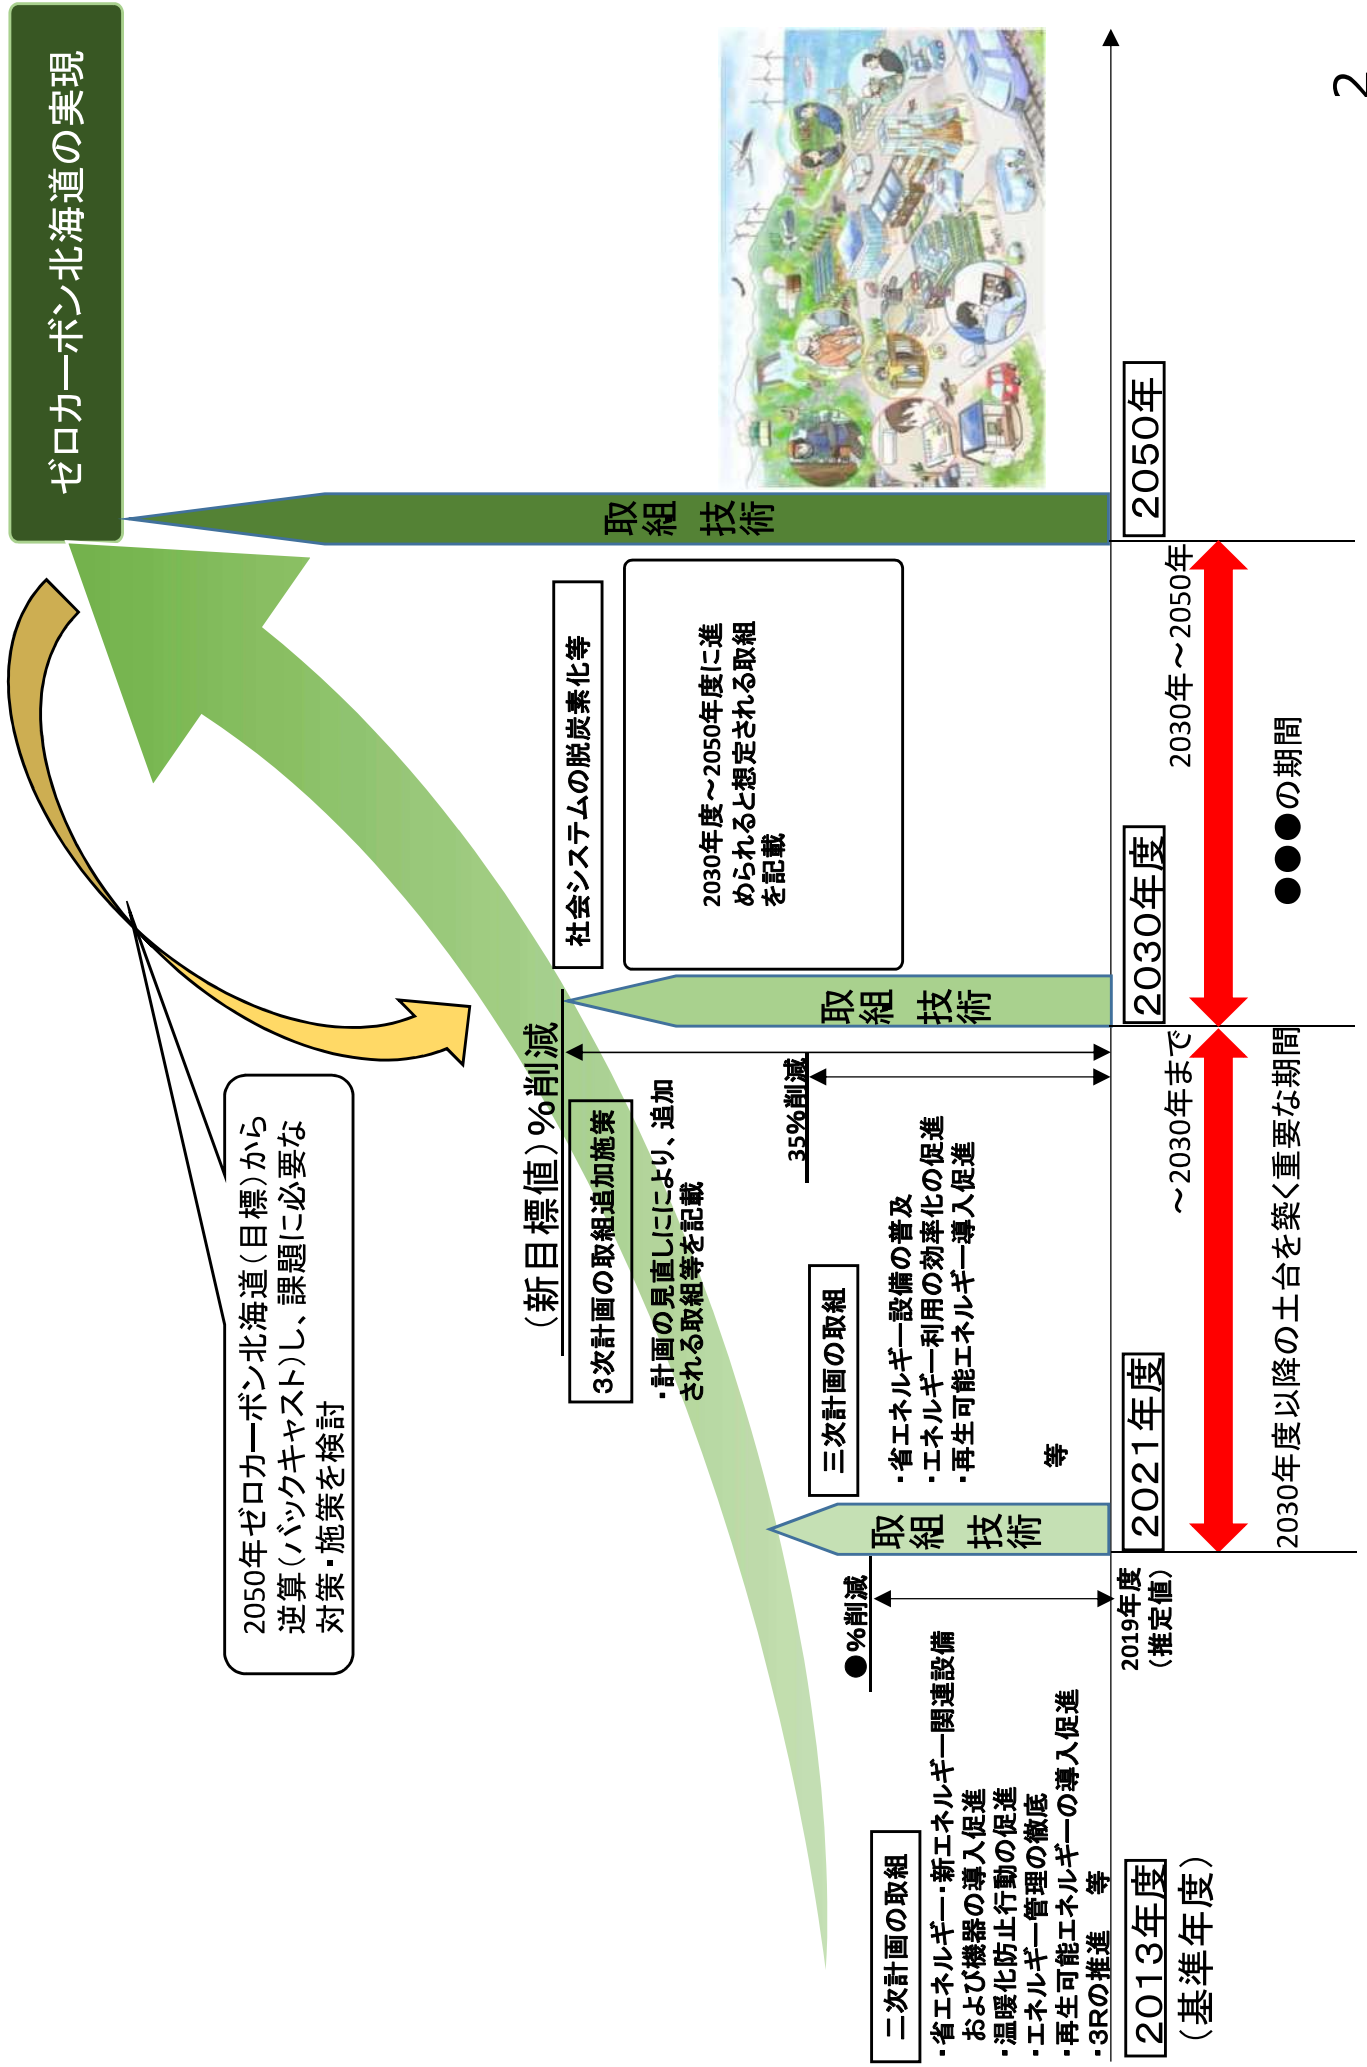 ゼロカーボン北海道の実現
2050年ゼロカーボン北海道(目標)から
逆算(バックキャスト)し、課題に必要な
対策・施策を検討
(新目標値)%削減
3次計画の取組追加施策
・計画の見直しにににより、追加
される取組等を記載
社会システムの脱炭素化等
2030年度～2050年度に進
められると想定される取組
を記載
35%削減
三次計画の取組
・省エネルギー設備の普及
・エネルギー利用の効率化の促進
・再生可能エネルギー導入促進
等
●%削減
二次計画の取組
・省エネルギー・新エネルギー関連設備
および機器の導入促進
・温暖化防止行動の促進
・エネルギー管理の徹底
・再生可能エネルギーの導入促進
・3Rの推進 等
取組 技術
取組 技術
取組 技術
2013年度
(基準年度)
2019年度
(推定値)
2021年度
2030年度
2050年
～2030年まで
2030年～2050年
2030年度以降の土台を築く重要な期間
●●●の期間
2